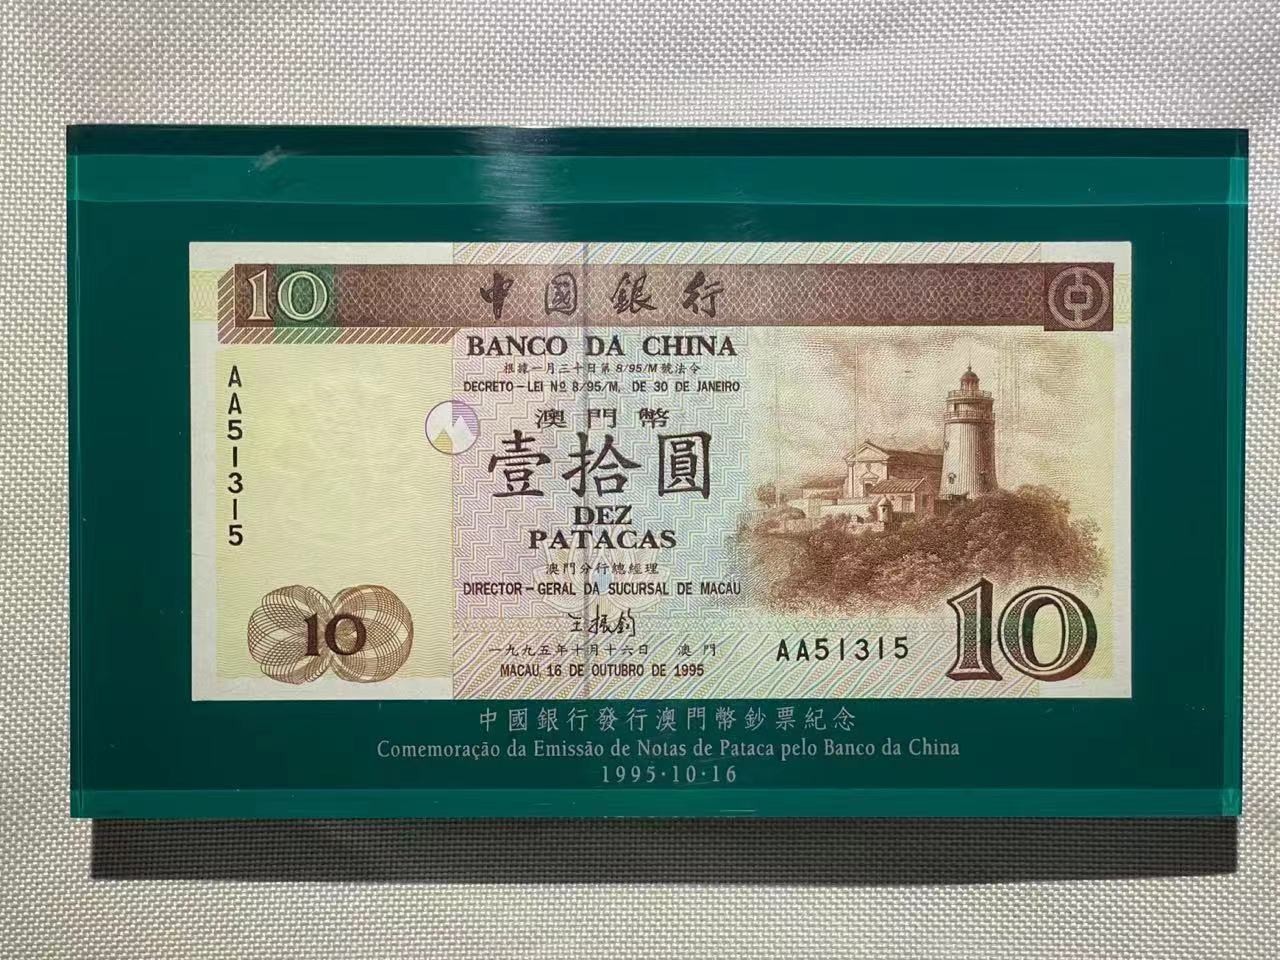 10
中國銀行
BANCO DA CHINA
根據一月三十日第8/95/M號法令
DECRETO-LEI Nº 8/95/M, DE 30 DE JANEIRO
澳門幣
壹拾圓
DEZ
PATACAS
澳門分行總經理
DIRECTOR-GERAL DA SUCURSAL DE MACAU
王振鈞
一九九五年十月十六日 澳門
MACAU, 16 DE OUTUBRO DE 1995
AA51315
10
AA51315
10
中國銀行發行澳門幣鈔票紀念
Comemoração da Emissão de Notas de Pataca pelo Banco da China
1995·10·16